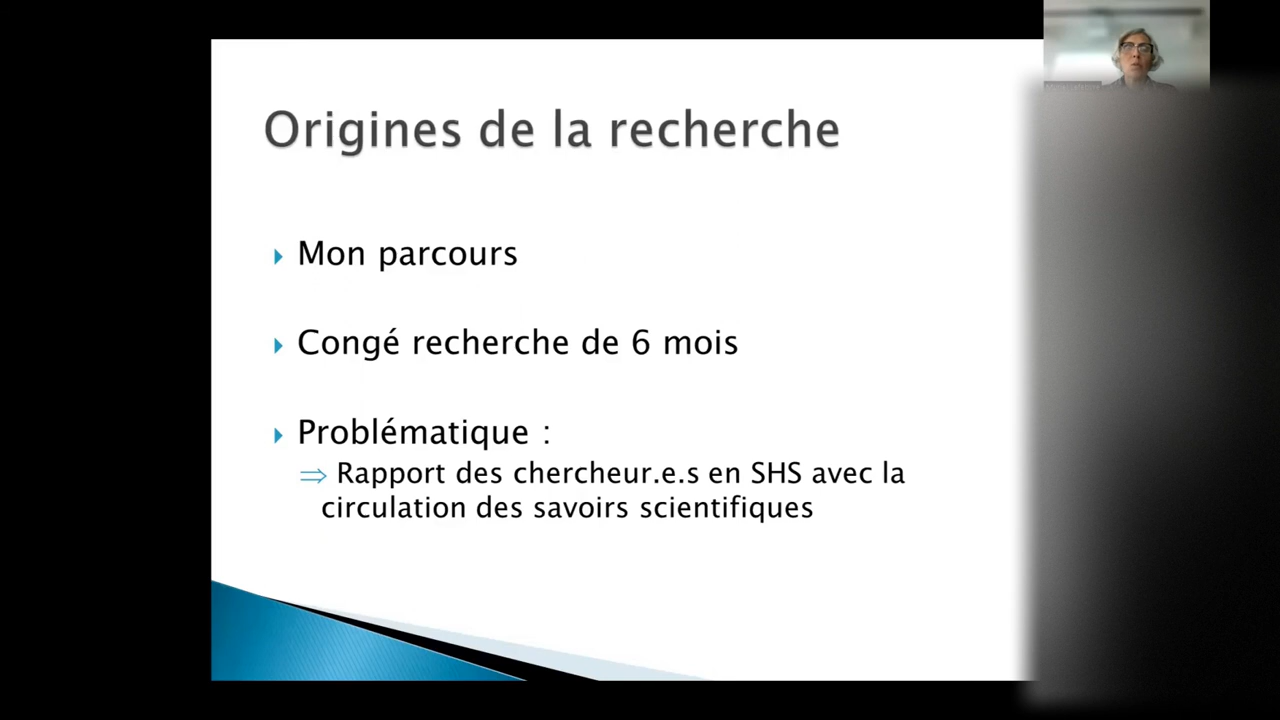 Origines de la recherche
Mon parcours
Congé recherche de 6 mois
Problématique :
⇒ Rapport des chercheur.e.s en SHS avec la
circulation des savoirs scientifiques